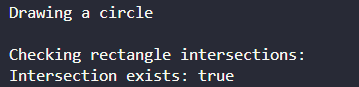 Drawing a circle
Checking rectangle intersections:
Intersection exists: true